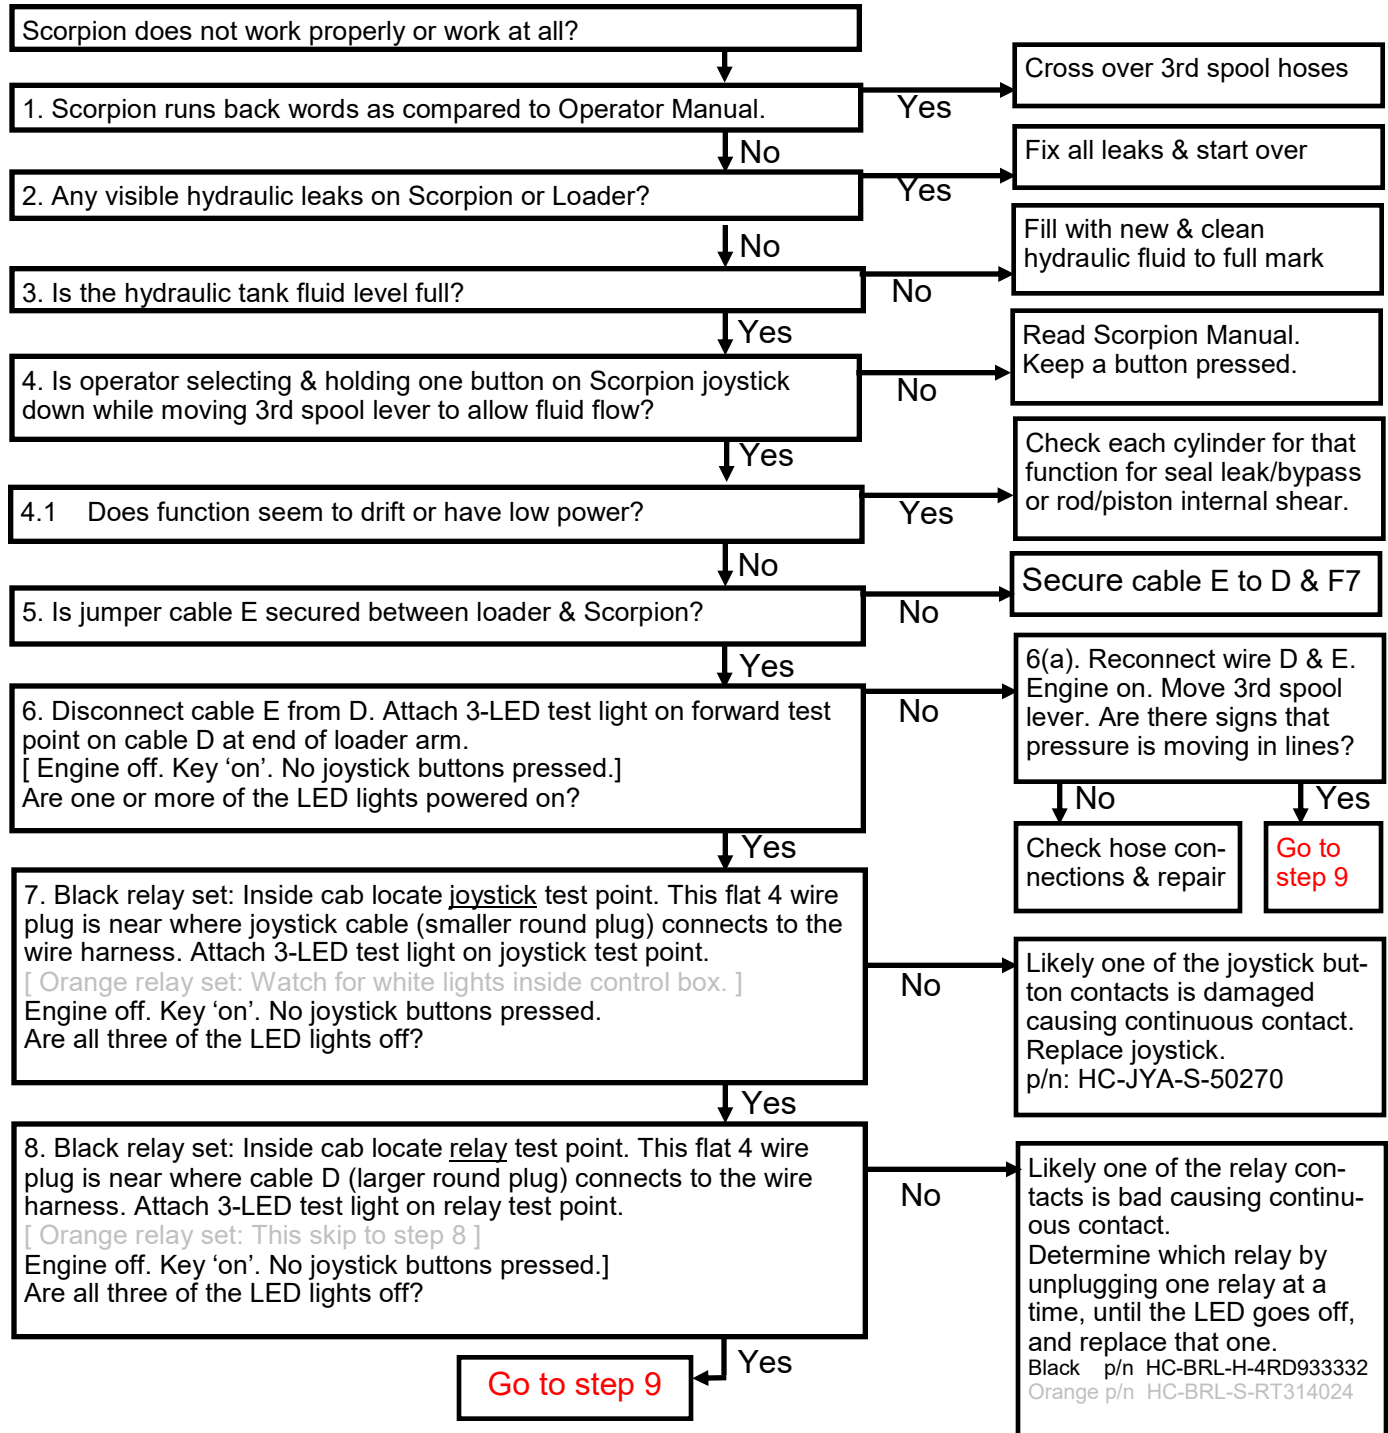 Scorpion does not work properly or work at all?
1. Scorpion runs back words as compared to Operator Manual.
Yes
Cross over 3rd spool hoses
No
2. Any visible hydraulic leaks on Scorpion or Loader?
Yes
Fix all leaks & start over
No
3. Is the hydraulic tank fluid level full?
No
Fill with new & clean
hydraulic fluid to full mark
Yes
4. Is operator selecting & holding one button on Scorpion joystick
down while moving 3rd spool lever to allow fluid flow?
No
Read Scorpion Manual.
Keep a button pressed.
Yes
4.1 Does function seem to drift or have low power?
Yes
Check each cylinder for that
function for seal leak/bypass
or rod/piston internal shear.
No
5. Is jumper cable E secured between loader & Scorpion?
No
Secure cable E to D & F7
Yes
6. Disconnect cable E from D. Attach 3-LED test light on forward test
point on cable D at end of loader arm.
[ Engine off. Key ‘on’. No joystick buttons pressed.]
Are one or more of the LED lights powered on?
No
6(a). Reconnect wire D & E.
Engine on. Move 3rd spool
lever. Are there signs that
pressure is moving in lines?
No
Yes
Check hose con-
nections & repair
Go to
step 9
Yes
7. Black relay set: Inside cab locate joystick test point. This flat 4 wire
plug is near where joystick cable (smaller round plug) connects to the
wire harness. Attach 3-LED test light on joystick test point.
[ Orange relay set: Watch for white lights inside control box. ]
Engine off. Key ‘on’. No joystick buttons pressed.
Are all three of the LED lights off?
No
Likely one of the joystick but-
ton contacts is damaged
causing continuous contact.
Replace joystick.
p/n: HC-JYA-S-50270
Yes
8. Black relay set: Inside cab locate relay test point. This flat 4 wire
plug is near where cable D (larger round plug) connects to the wire
harness. Attach 3-LED test light on relay test point.
[ Orange relay set: This skip to step 8 ]
Engine off. Key ‘on’. No joystick buttons pressed.]
Are all three of the LED lights off?
No
Likely one of the relay con-
tacts is bad causing continu-
ous contact.
Determine which relay by
unplugging one relay at a
time, until the LED goes off,
and replace that one.
Black p/n HC-BRL-H-4RD933332
Orange p/n HC-BRL-S-RT314024
Yes
Go to step 9